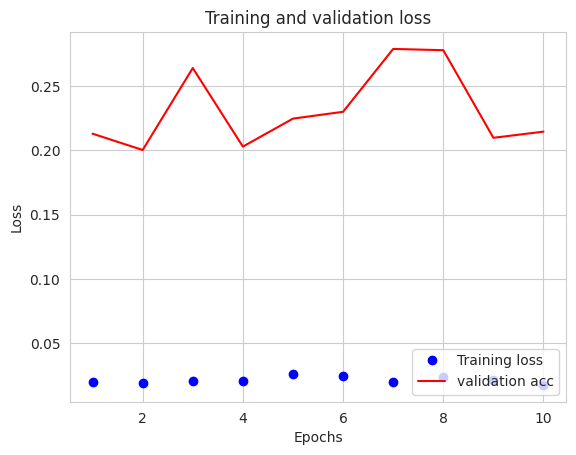 Training and validation loss
Loss
0.25
0.20
0.15
0.10
0.05
Training loss
validation acc
2
4
6
8
10
Epochs